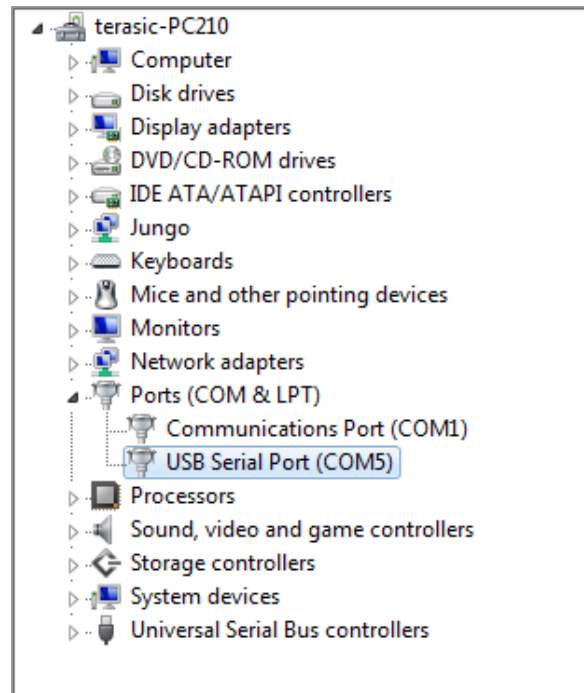 terasic-PC210
Computer
Disk drives
Display adapters
DVD/CD-ROM drives
IDE ATA/ATAPI controllers
Jungo
Keyboards
Mice and other pointing devices
Monitors
Network adapters
Ports (COM & LPT)
Communications Port (COM1)
USB Serial Port (COM5)
Processors
Sound, video and game controllers
Storage controllers
System devices
Universal Serial Bus controllers